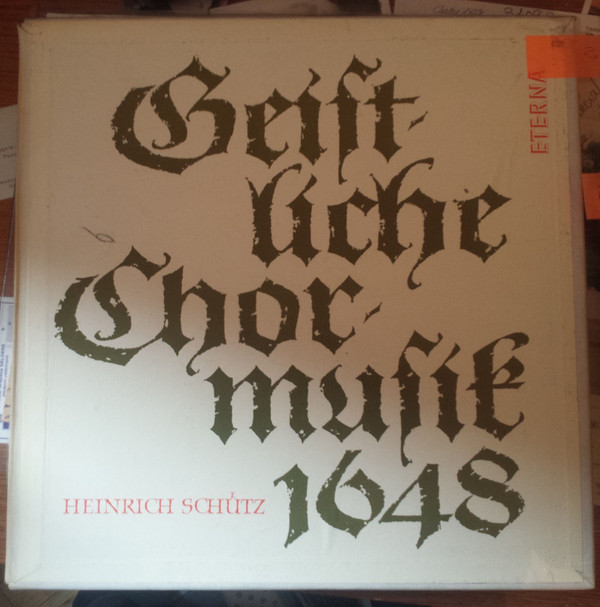 Geiſt-
liche
Chor-
muſik
1648
HEINRICH SCHÜTZ
ETERNA